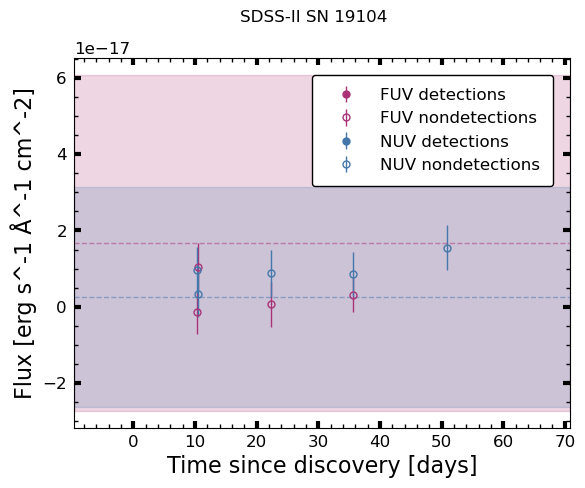 SDSS-II SN 19104
1e−17
6
4
2
0
−2
Flux [erg s^-1 Å^-1 cm^-2]
FUV detections
FUV nondetections
NUV detections
NUV nondetections
0 10 20 30 40 50 60 70
Time since discovery [days]